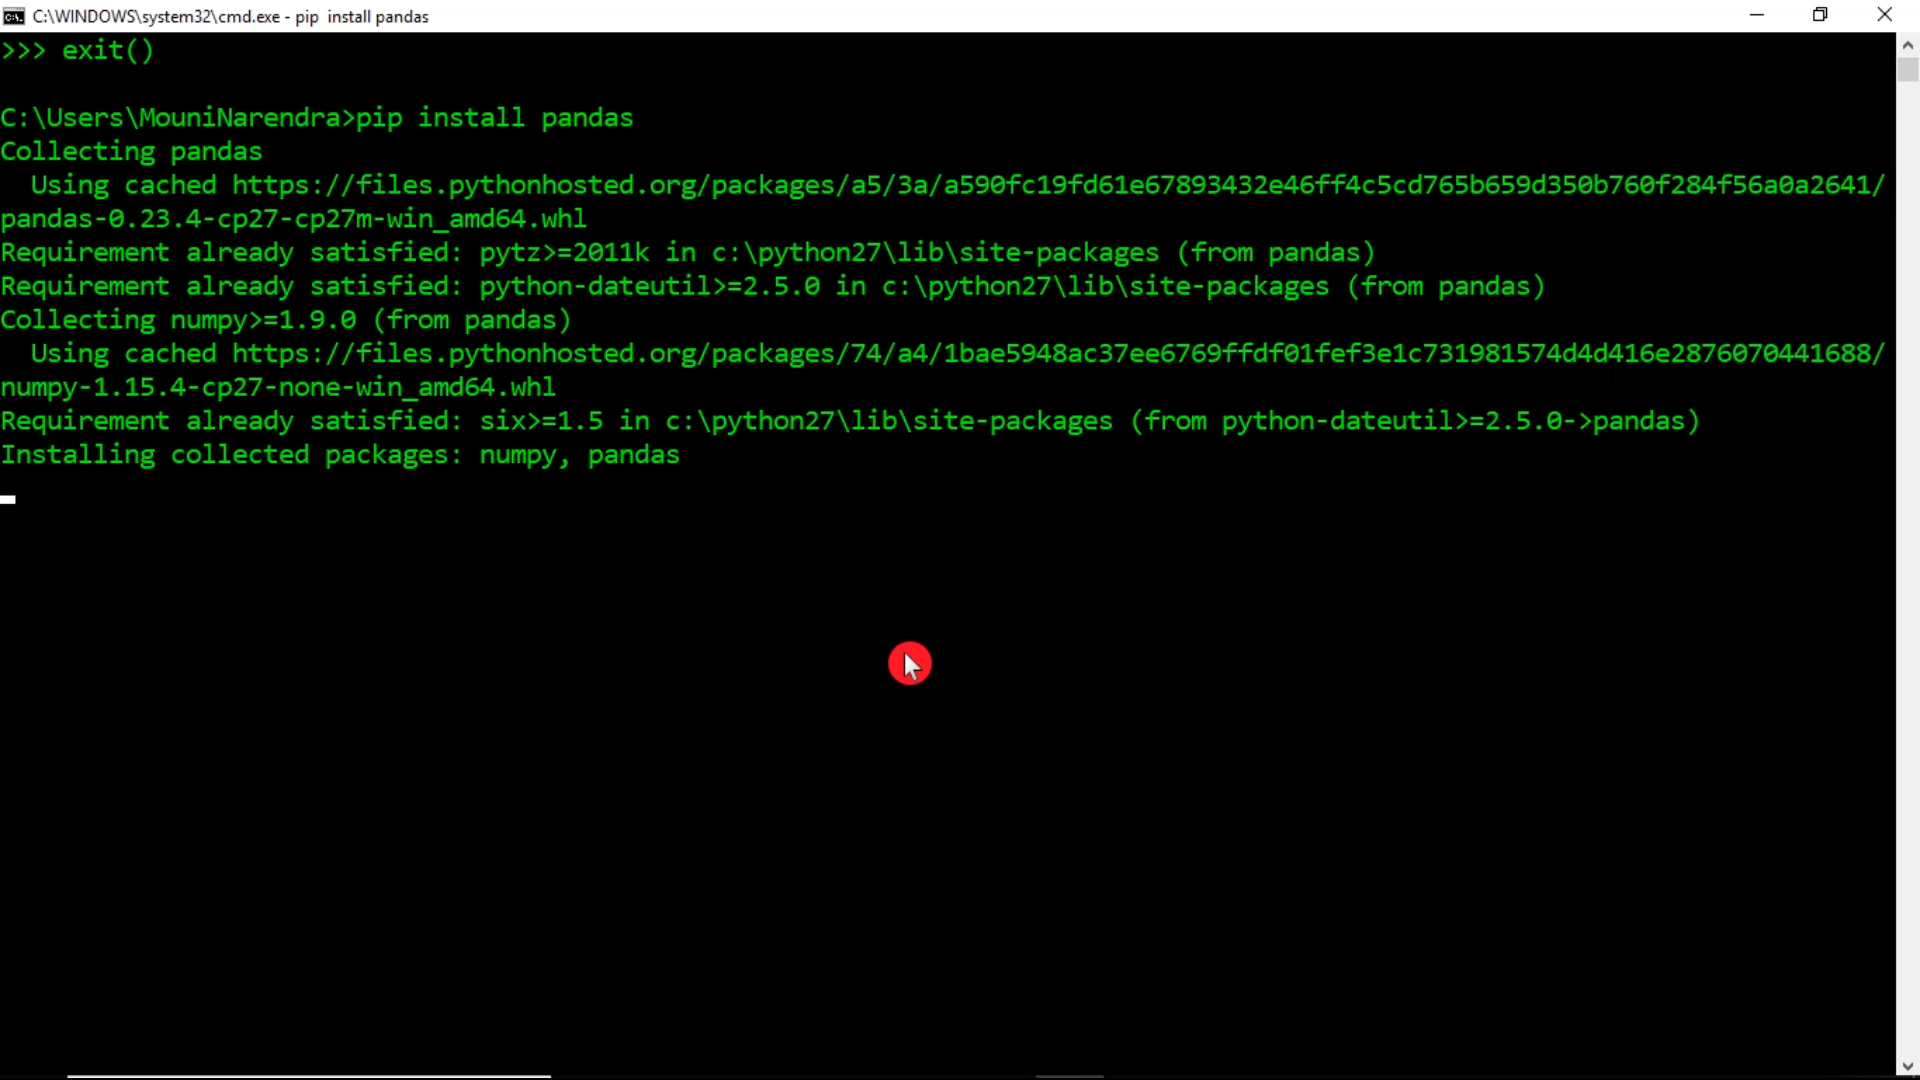 C:\WINDOWS\system32\cmd.exe - pip  install pandas
>>> exit()
C:\Users\MouniNarendra>pip install pandas
Collecting pandas
  Using cached https://files.pythonhosted.org/packages/a5/3a/a590fc19fd61e67893432e46ff4c5cd765b659d350b760f284f56a0a2641/
pandas-0.23.4-cp27-cp27m-win_amd64.whl
Requirement already satisfied: pytz>=2011k in c:\python27\lib\site-packages (from pandas)
Requirement already satisfied: python-dateutil>=2.5.0 in c:\python27\lib\site-packages (from pandas)
Collecting numpy>=1.9.0 (from pandas)
  Using cached https://files.pythonhosted.org/packages/74/a4/1bae5948ac37ee6769ffdf01fef3e1c731981574d4d416e2876070441688/
numpy-1.15.4-cp27-none-win_amd64.whl
Requirement already satisfied: six>=1.5 in c:\python27\lib\site-packages (from python-dateutil>=2.5.0->pandas)
Installing collected packages: numpy, pandas